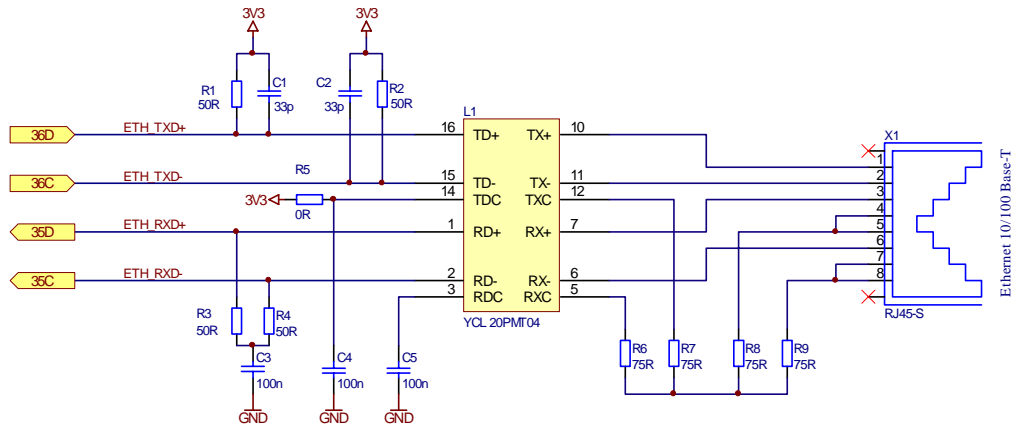 3V3
3V3
R1
50R
C1
33p
C2
33p
R2
50R
L1
36D
ETH_TXD+
16
TD+
TX+
10
X1
36C
ETH_TXD-
15
TD-
TX-
11
R5
3V3
0R
14
TDC
TXC
12
35D
ETH_RXD+
1
RD+
RX+
7
35C
ETH_RXD-
2
RD-
RX-
6
3
RDC
RXC
5
YCL 20PMT04
1
2
3
4
5
6
7
8
RJ45-S
Ethernet 10/100 Base-T
R3
50R
R4
50R
C3
100n
C4
100n
C5
100n
R6
75R
R7
75R
R8
75R
R9
75R
GND
GND
GND